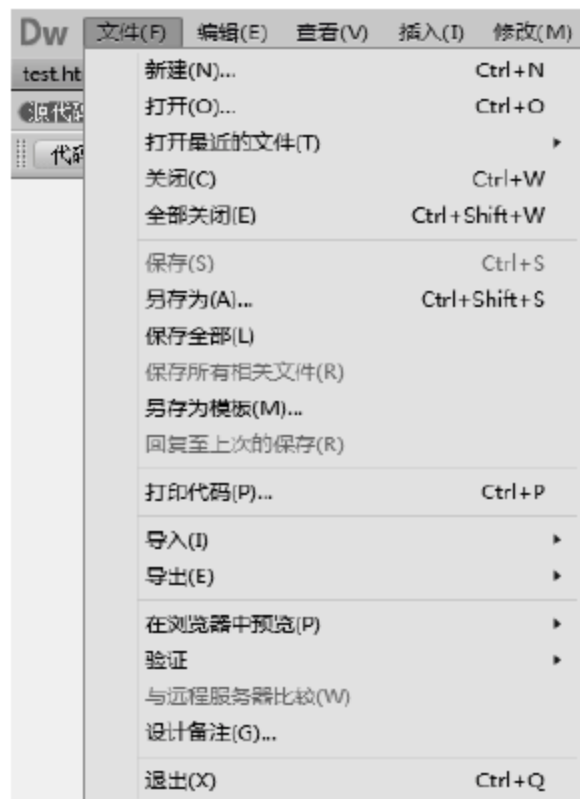 Dw 文件(F) 编辑(E) 查看(V) 插入(I) 修改(M)
test.ht
源代码
代码
新建(N)... Ctrl+N
打开(O)... Ctrl+O
打开最近的文件(T)
关闭(C) Ctrl+W
全部关闭(E) Ctrl+Shift+W
保存(S) Ctrl+S
另存为(A)... Ctrl+Shift+S
保存全部(L)
保存所有相关文件(R)
另存为模板(M)...
回复至上次的保存(R)
打印代码(P)... Ctrl+P
导入(I)
导出(E)
在浏览器中预览(P)
验证
与远程服务器比较(W)
设计备注(G)...
退出(X) Ctrl+Q